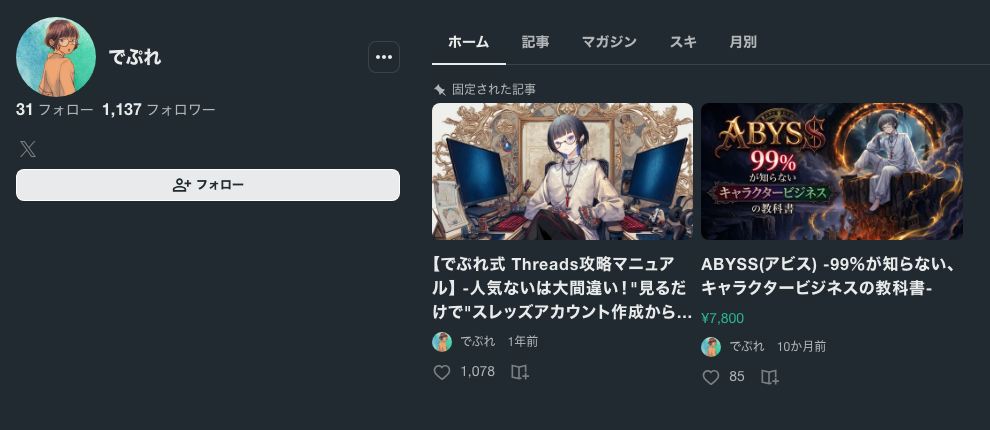 でぷれ
31 フォロー 1,137 フォロワー
フォロー
ホーム 記事 マガジン スキ 月別
固定された記事
【でぷれ式 Threads攻略マニュア
ル】-人気ないは大間違い！"見るだ
けで"スレッズアカウント作成から...
でぷれ 1年前
1,078
ABYSS
99%
が知らない
キャラクタービジネス
の教科書
ABYSS(アビス) -99％が知らない、
キャラクタービジネスの教科書-
¥7,800
でぷれ 10か月前
85